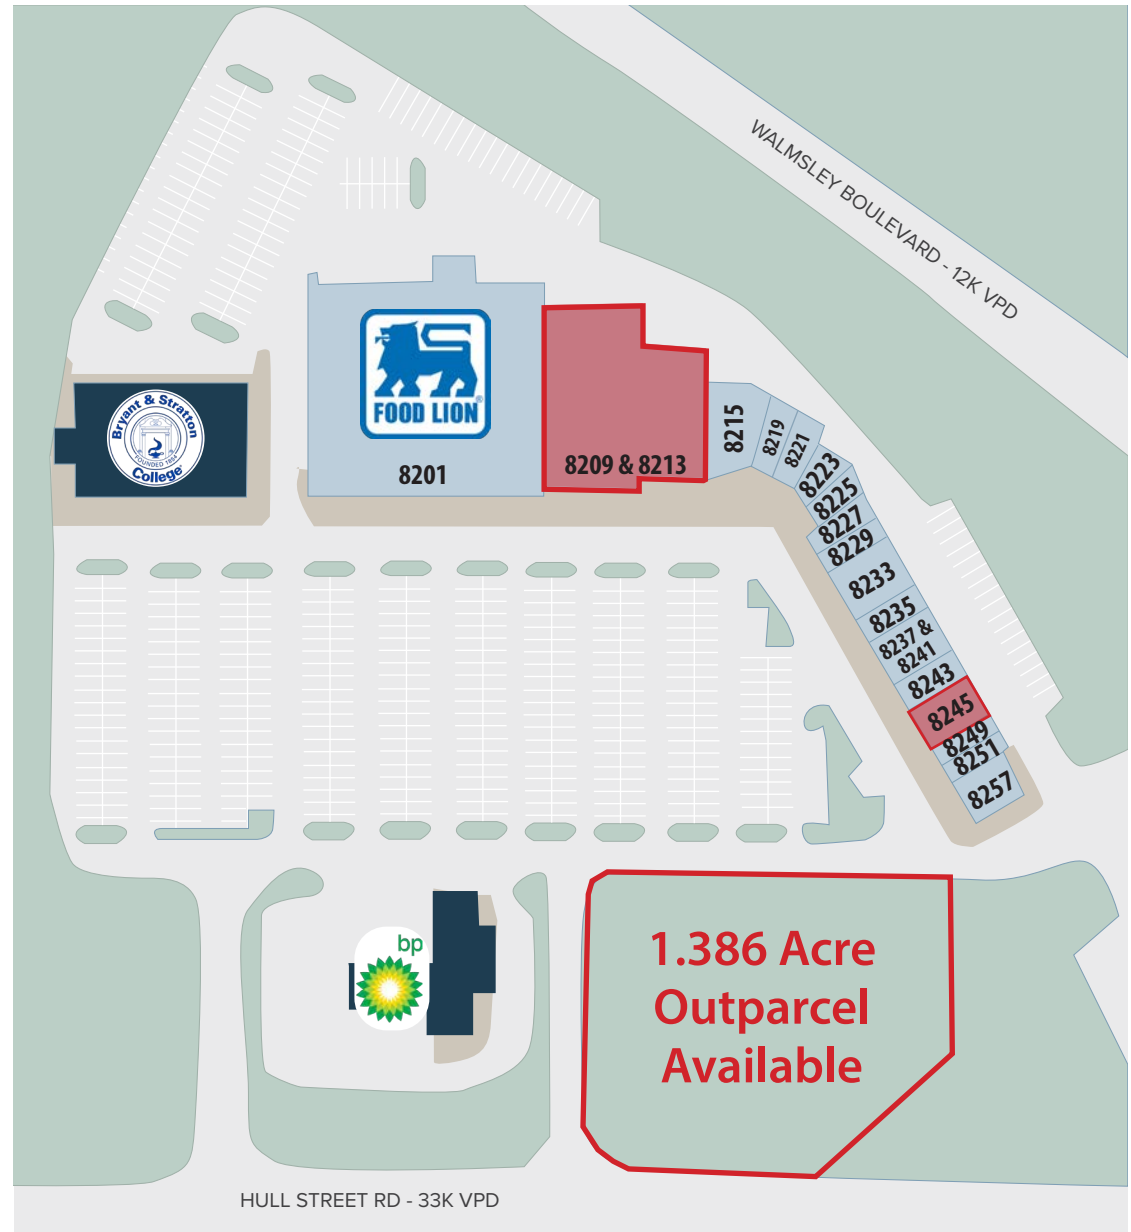 WALMSLEY BOULEVARD - 12K VPD
FOOD LION®
8201
8209 & 8213
8215
8219
8221
8223
8225
8227
8229
8233
8235
8237 &
8241
8243
8245
8249
8251
8257
Bryant & Stratton
FOUNDED 1854
College
bp
1.386 Acre
Outparcel
Available
HULL STREET RD - 33K VPD